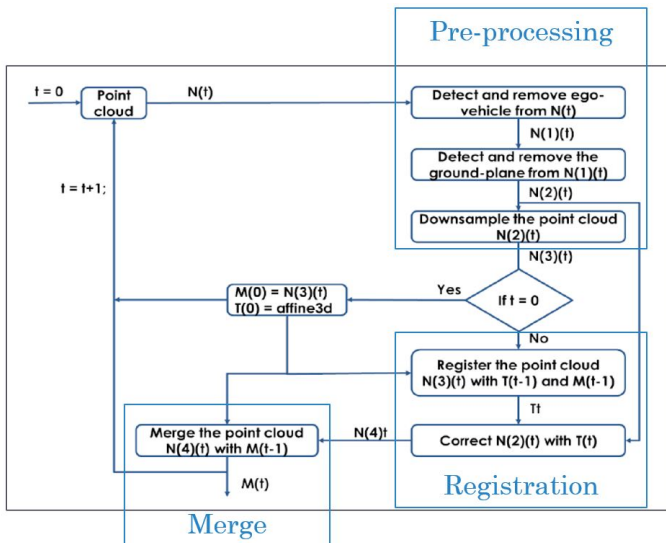 Pre-processing
t = 0
Point
cloud
N(t)
Detect and remove ego-
vehicle from N(t)
N(1)(t)
Detect and remove the
ground-plane from N(1)(t)
t = t+1;
N(2)(t)
Downsample the point cloud
N(2)(t)
N(3)(t)
M(0) = N(3)(t)
T(0) = affine3d
Yes
If t = 0
No
Register the point cloud
N(3)(t) with T(t-1) and M(t-1)
Tt
Merge the point cloud
N(4)(t) with M(t-1)
N(4)t
Correct N(2)(t) with T(t)
M(t)
Registration
Merge